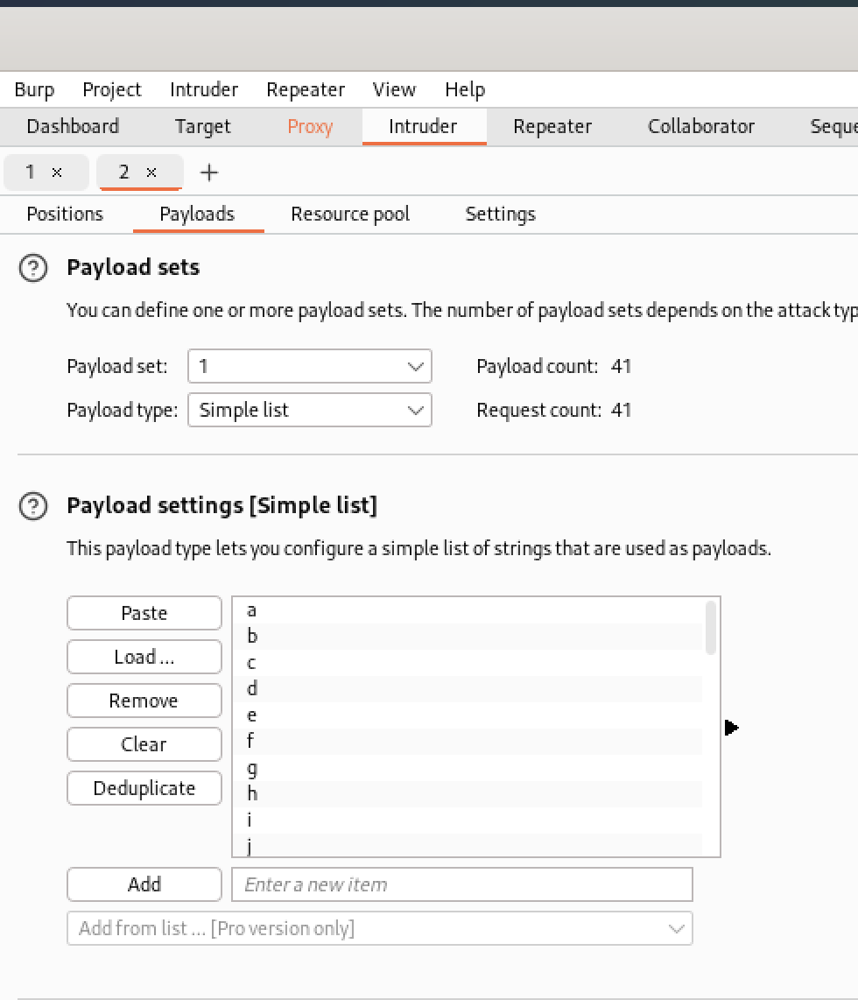 Burp Project Intruder Repeater View Help
Dashboard Target Proxy Intruder Repeater Collaborator Seque
1 × 2 × +
Positions Payloads Resource pool Settings
Payload sets
You can define one or more payload sets. The number of payload sets depends on the attack typ
Payload set: 1 Payload count: 41
Payload type: Simple list Request count: 41
Payload settings [Simple list]
This payload type lets you configure a simple list of strings that are used as payloads.
Paste
Load ...
Remove
Clear
Deduplicate
a
b
c
d
e
f
g
h
i
j
Add Enter a new item
Add from list ... [Pro version only]